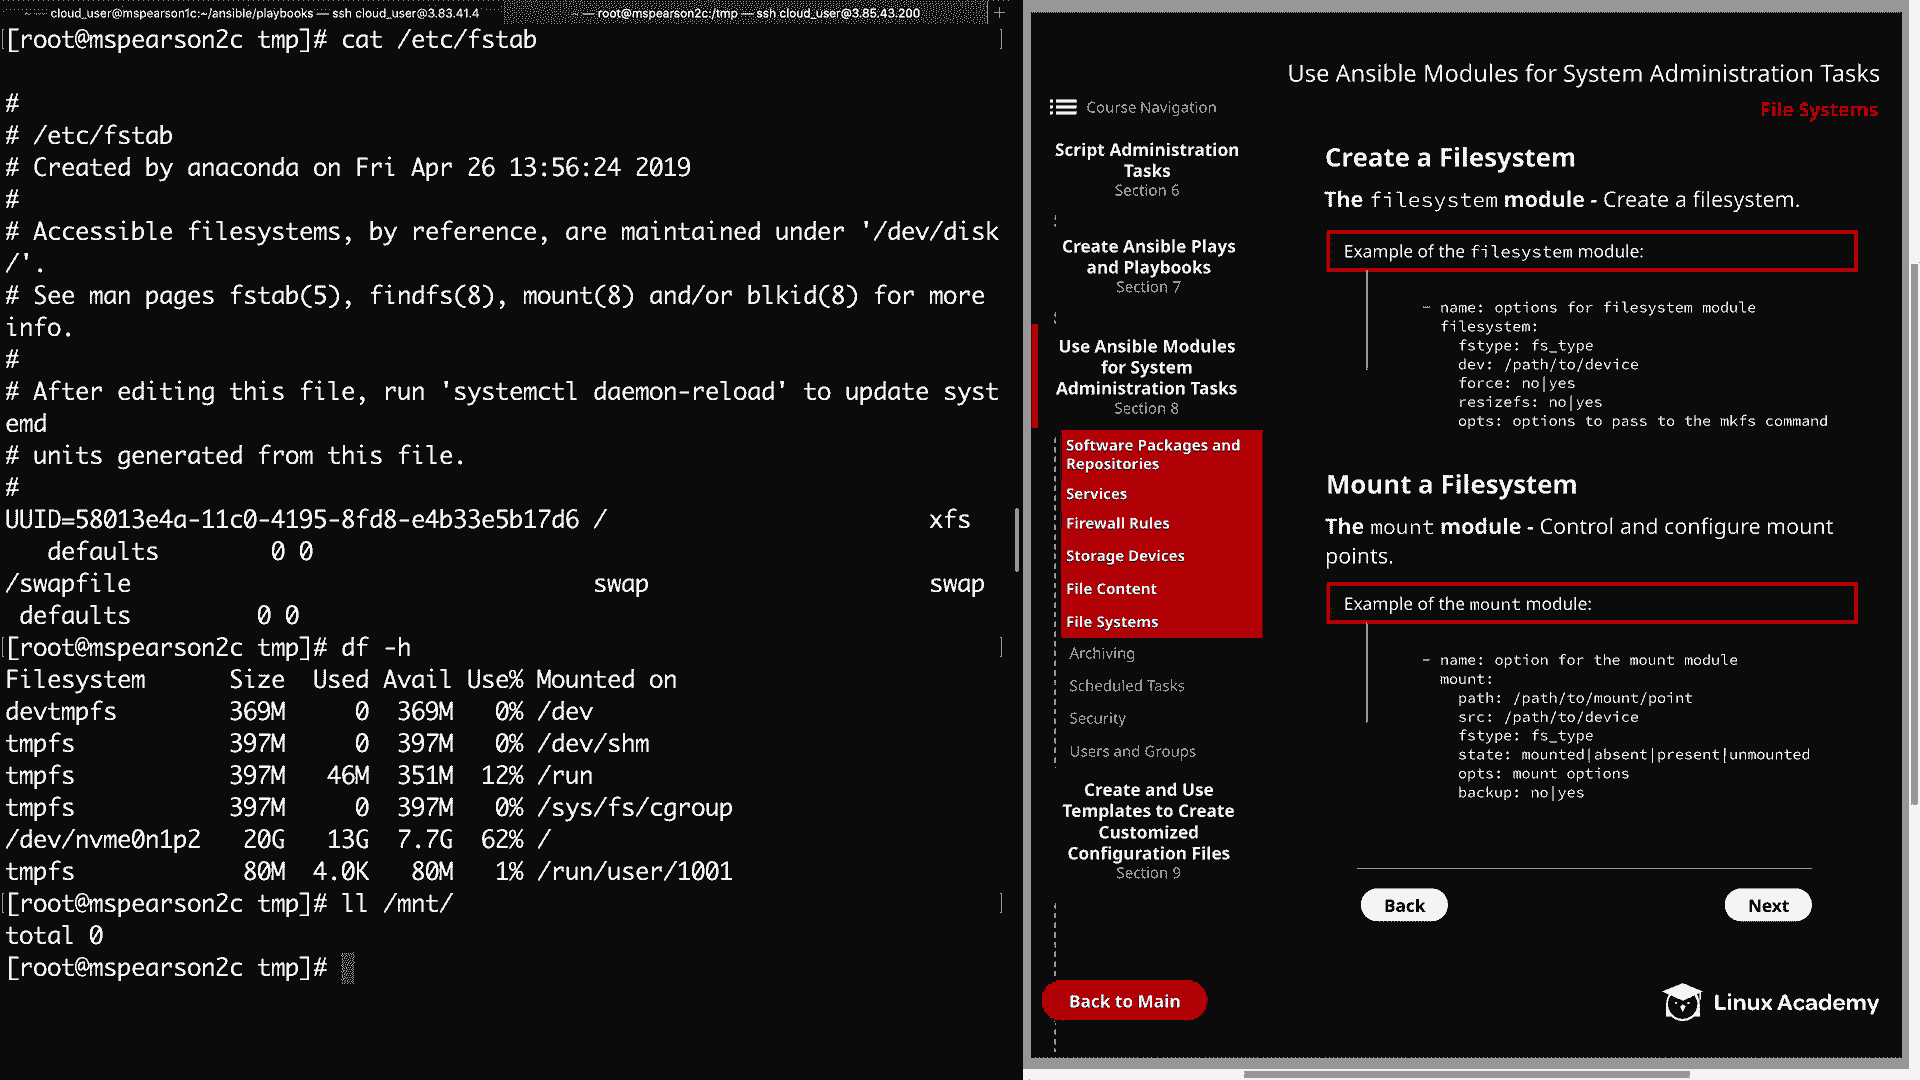 cloud_user@mspearson1c:~/ansible/playbooks — ssh cloud_user@3.83.41.4
~ — root@mspearson2c:/tmp — ssh cloud_user@3.85.43.200
+
[root@mspearson2c tmp]# cat /etc/fstab
#
# /etc/fstab
# Created by anaconda on Fri Apr 26 13:56:24 2019
#
# Accessible filesystems, by reference, are maintained under '/dev/disk
/'.
# See man pages fstab(5), findfs(8), mount(8) and/or blkid(8) for more
info.
#
# After editing this file, run 'systemctl daemon-reload' to update syst
emd
# units generated from this file.
#
UUID=58013e4a-11c0-4195-8fd8-e4b33e5b17d6 /                       xfs
   defaults        0 0
/swapfile                                 swap                    swap
 defaults         0 0
[root@mspearson2c tmp]# df -h
Filesystem      Size  Used Avail Use% Mounted on
devtmpfs        369M     0  369M   0% /dev
tmpfs           397M     0  397M   0% /dev/shm
tmpfs           397M   46M  351M  12% /run
tmpfs           397M     0  397M   0% /sys/fs/cgroup
/dev/nvme0n1p2   20G   13G  7.7G  62% /
tmpfs            80M  4.0K   80M   1% /run/user/1001
[root@mspearson2c tmp]# ll /mnt/
total 0
[root@mspearson2c tmp]#
Use Ansible Modules for System Administration Tasks
File Systems
Course Navigation
Script Administration
Tasks
Section 6
Create Ansible Plays
and Playbooks
Section 7
Use Ansible Modules
for System
Administration Tasks
Section 8
Software Packages and
Repositories
Services
Firewall Rules
Storage Devices
File Content
File Systems
Archiving
Scheduled Tasks
Security
Users and Groups
Create and Use
Templates to Create
Customized
Configuration Files
Section 9
Back to Main
Create a Filesystem
The filesystem module - Create a filesystem.
Example of the filesystem module:
- name: options for filesystem module
  filesystem:
    fstype: fs_type
    dev: /path/to/device
    force: no|yes
    resizefs: no|yes
    opts: options to pass to the mkfs command
Mount a Filesystem
The mount module - Control and configure mount
points.
Example of the mount module:
- name: option for the mount module
  mount:
    path: /path/to/mount/point
    src: /path/to/device
    fstype: fs_type
    state: mounted|absent|present|unmounted
    opts: mount options
    backup: no|yes
Back
Next
Linux Academy